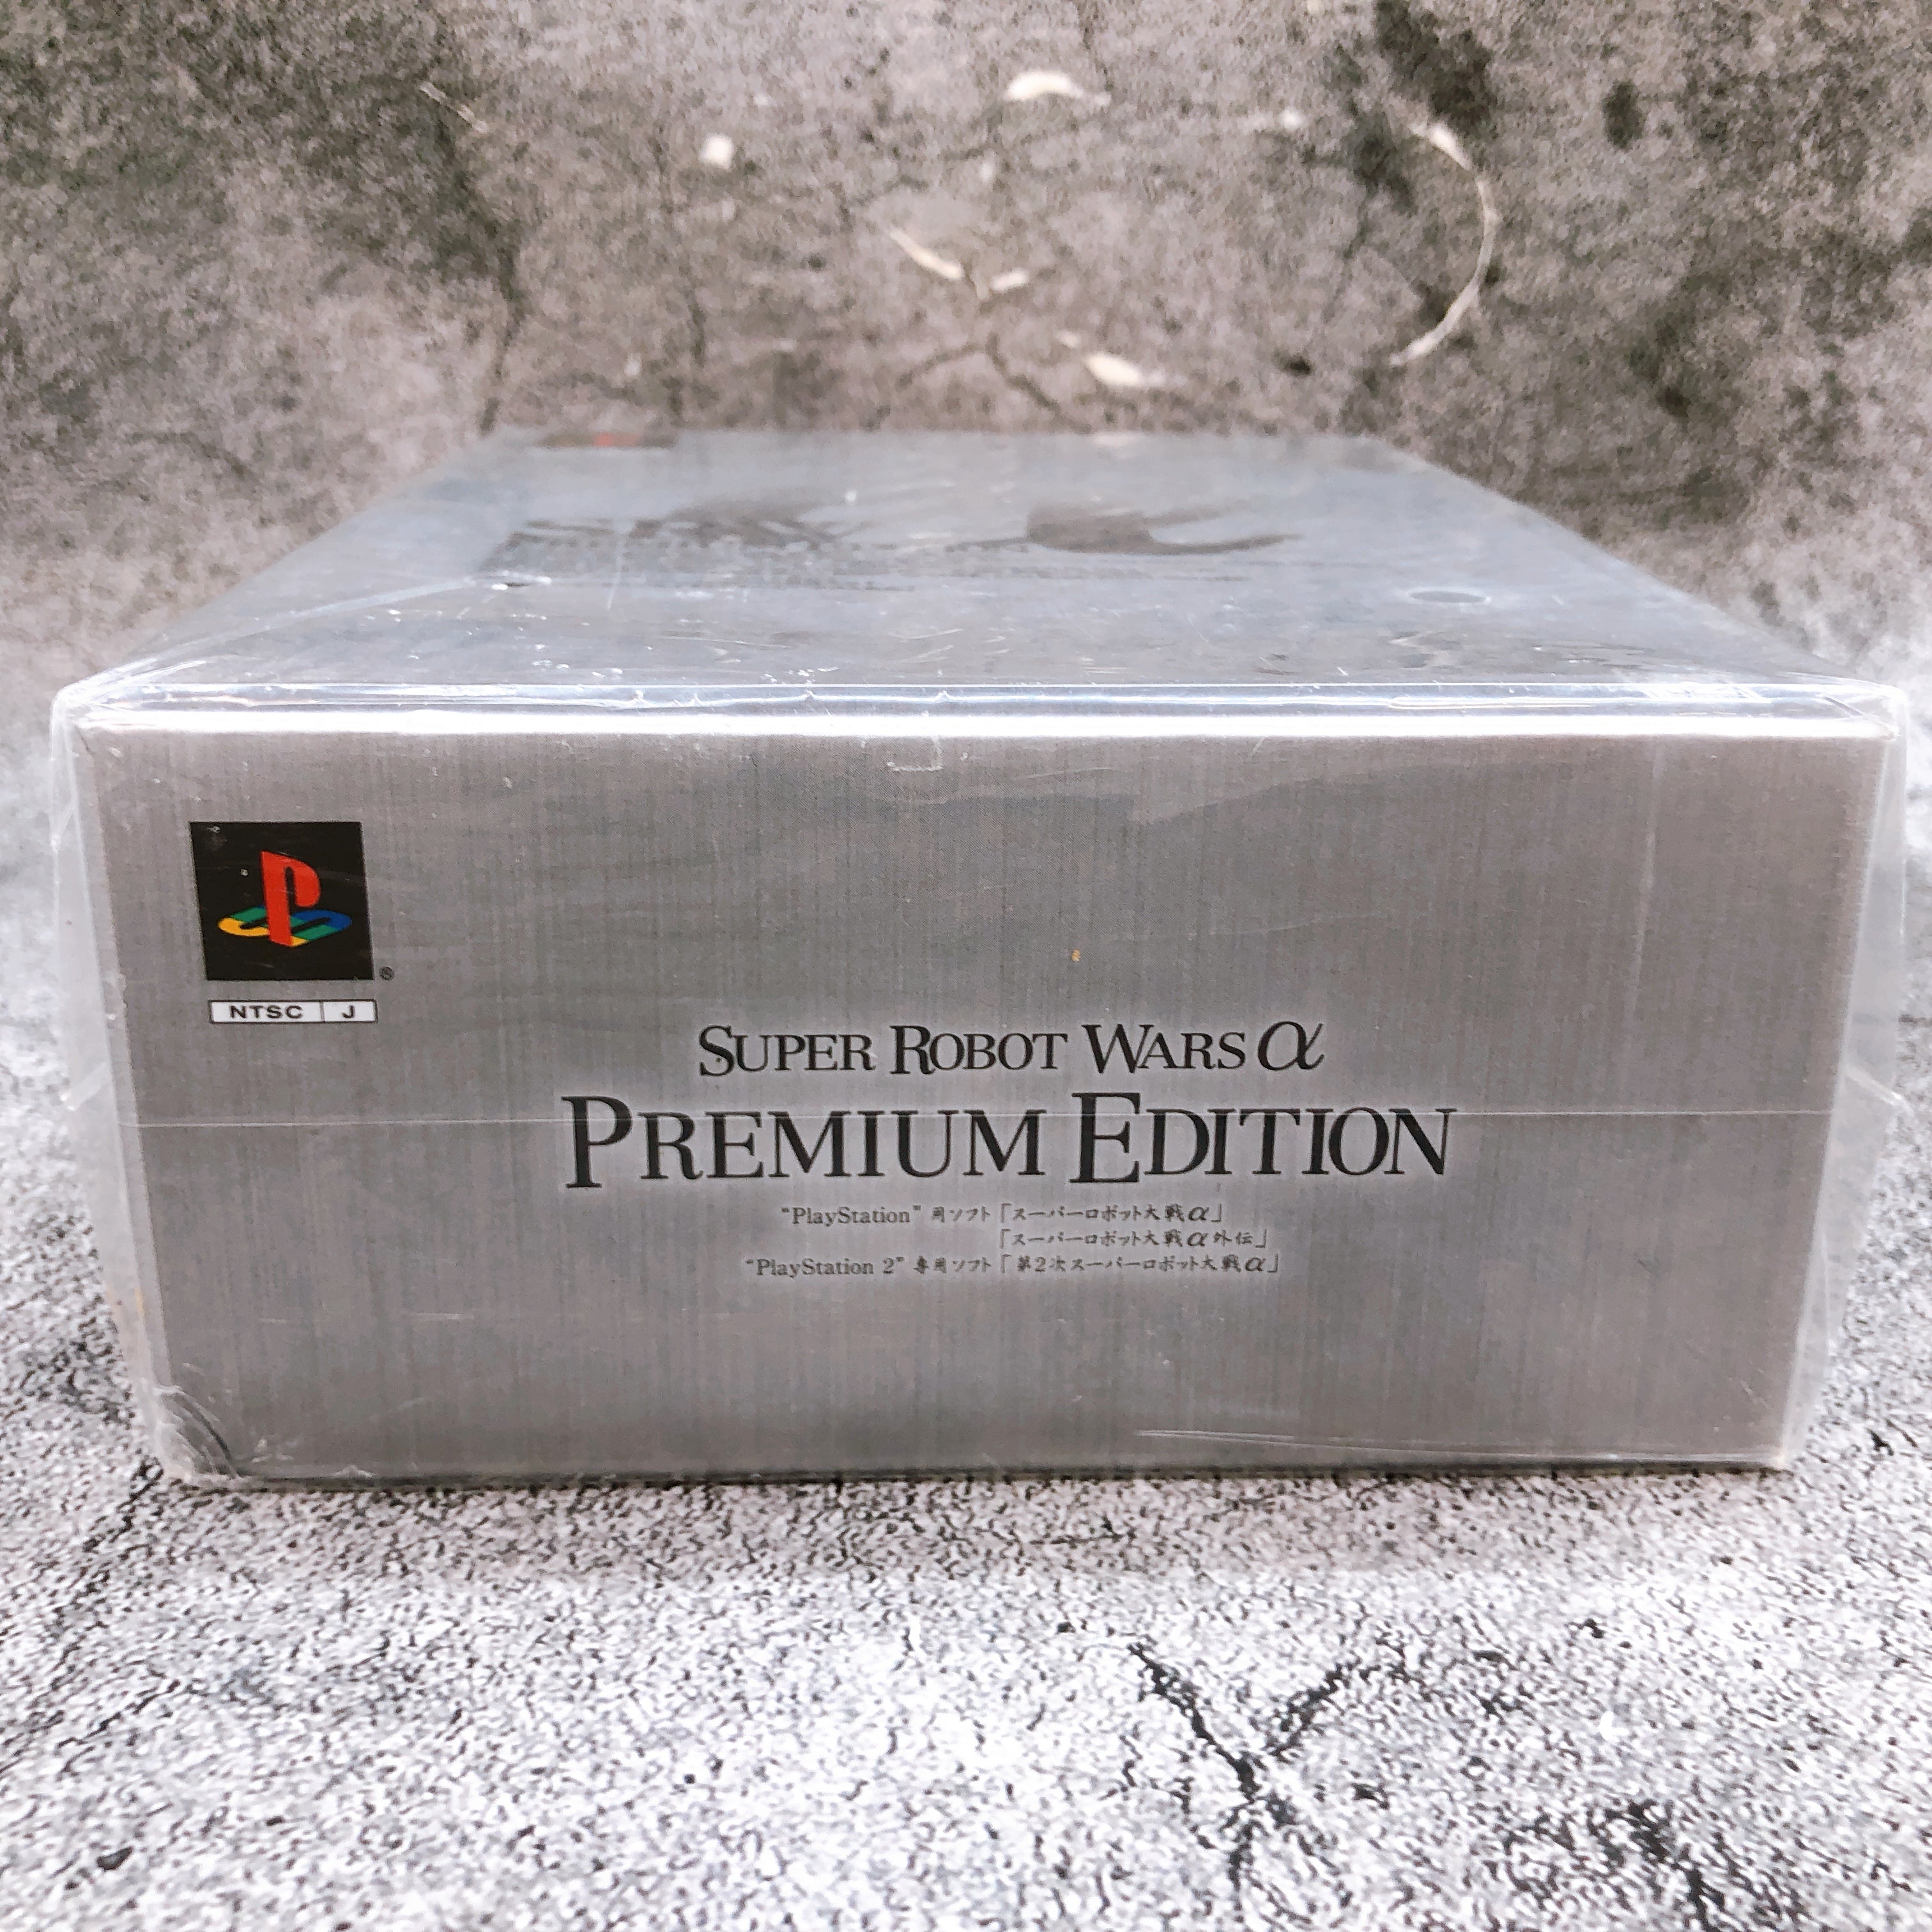 ®
NTSC J
SUPER ROBOT WARS α
PREMIUM EDITION
"PlayStation" 用ソフト「スーパーロボット大戦α」
「スーパーロボット大戦α外伝」
"PlayStation 2" 専用ソフト「第2次スーパーロボット大戦α」